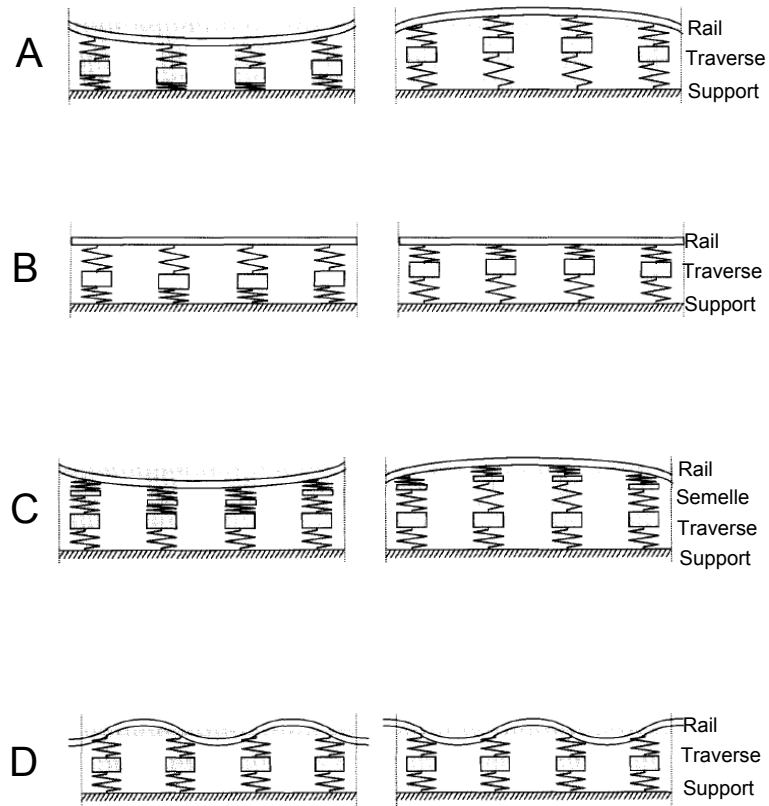 A
Rail
Traverse
Support
B
Rail
Traverse
Support
C
Rail
Semelle
Traverse
Support
D
Rail
Traverse
Support